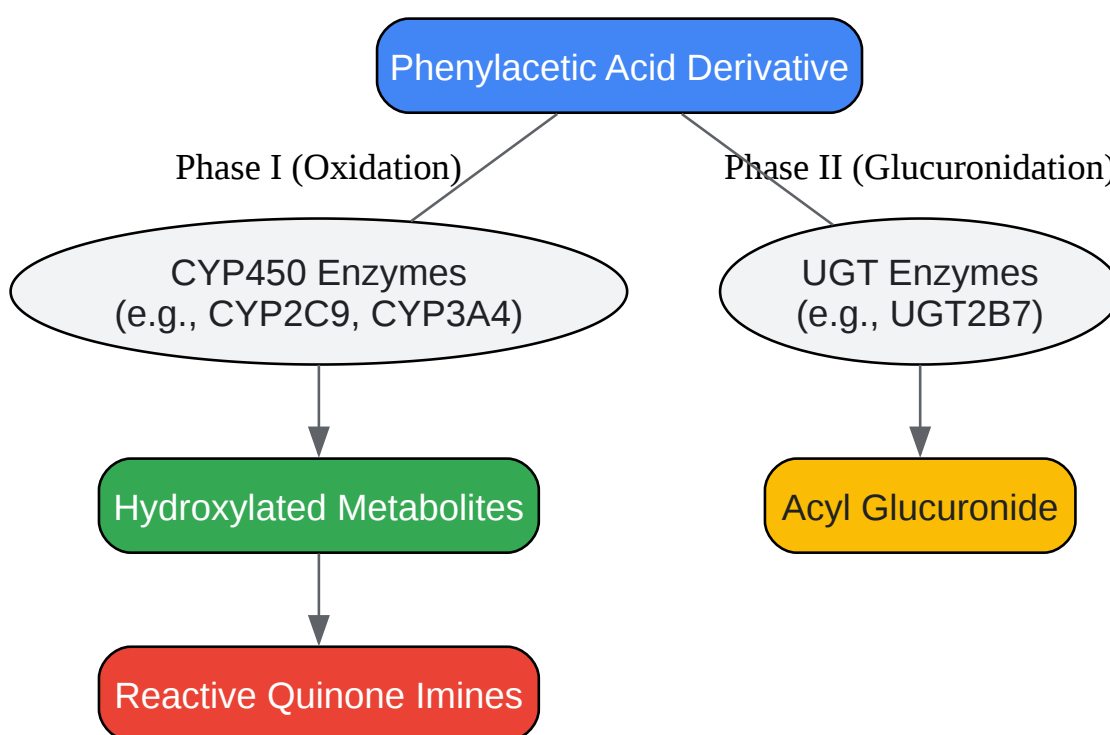 Phenylacetic Acid Derivative
Phase I (Oxidation)
Phase II (Glucuronidation)
CYP450 Enzymes
(e.g., CYP2C9, CYP3A4)
UGT Enzymes
(e.g., UGT2B7)
Hydroxylated Metabolites
Acyl Glucuronide
Reactive Quinone Imines